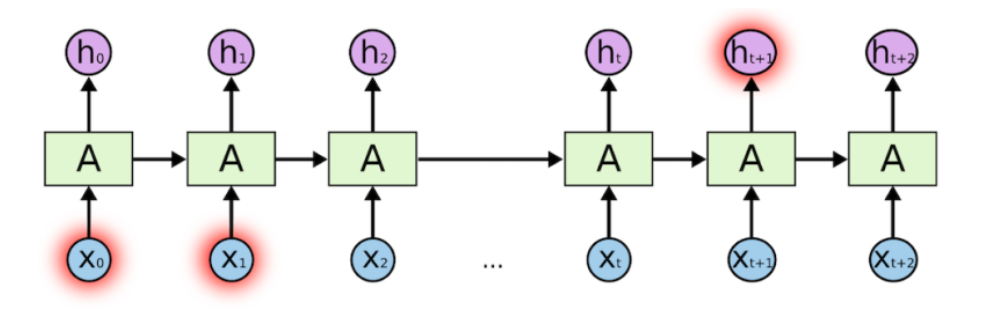 h₀ h₁ h₂ hₜ hₜ₊₁ hₜ₊₂
A A A A A A
x₀ x₁ x₂ ... xₜ xₜ₊₁ xₜ₊₂